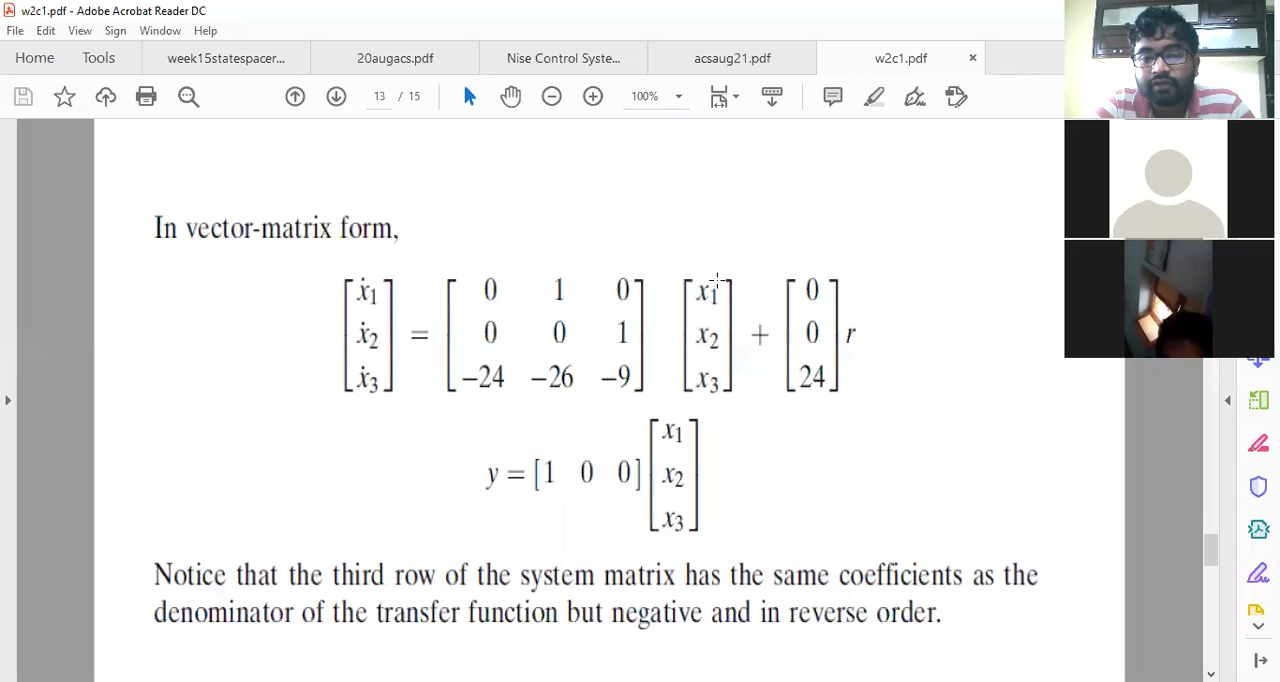 w2c1.pdf - Adobe Acrobat Reader DC
File Edit View Sign Window Help
Home Tools week15statespacer... 20augacs.pdf Nise Control Syste... acsaug21.pdf w2c1.pdf ×
13 / 15 100%
In vector-matrix form,
[ẋ1] = [0 1 0] [x1] + [0]
[ẋ2] [0 0 1] [x2] [0] r
[ẋ3] [−24 −26 −9] [x3] [24]
y = [1 0 0] [x1
x2
x3]
Notice that the third row of the system matrix has the same coefficients as the
denominator of the transfer function but negative and in reverse order.